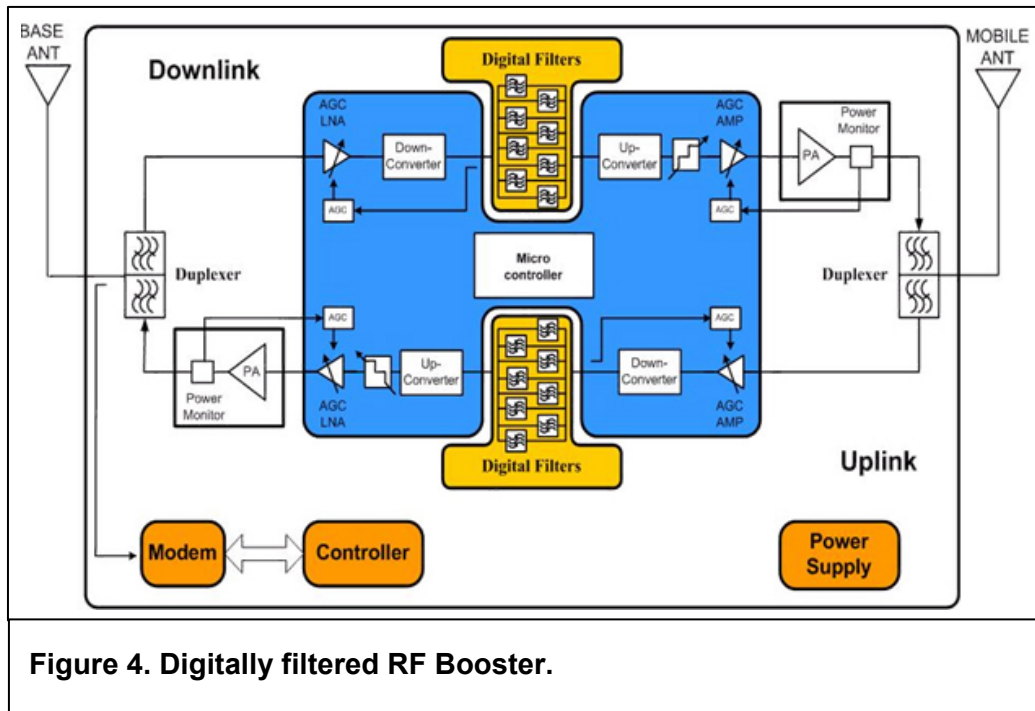 BASE
ANT
MOBILE
ANT
Downlink
Digital Filters
AGC
LNA
Down-
Converter
AGC
Up-
Converter
AGC
AMP
AGC
Power
Monitor
PA
Micro
controller
Duplexer
Duplexer
AGC
PA
Power
Monitor
AGC
LNA
Up-
Converter
Down-
Converter
AGC
AGC
AMP
Digital Filters
Uplink
Modem
Controller
Power
Supply
Figure 4. Digitally filtered RF Booster.